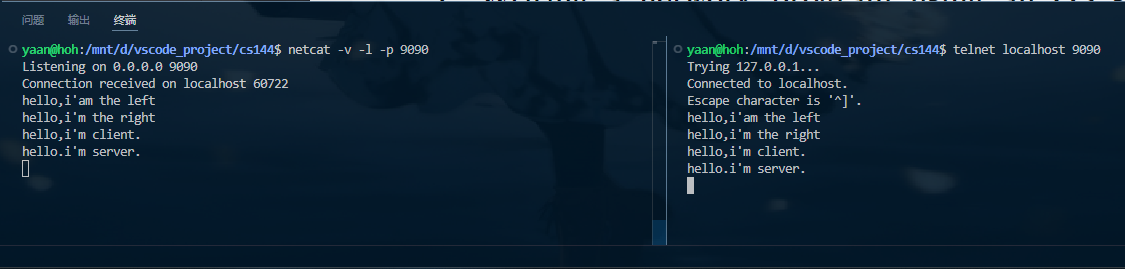 问题 输出 终端
yaan@hoh:/mnt/d/vscode_project/cs144$ netcat -v -l -p 9090
Listening on 0.0.0.0 9090
Connection received on localhost 60722
hello,i'am the left
hello,i'm the right
hello,i'm client.
hello.i'm server.
yaan@hoh:/mnt/d/vscode_project/cs144$ telnet localhost 9090
Trying 127.0.0.1...
Connected to localhost.
Escape character is '^]'.
hello,i'am the left
hello,i'm the right
hello,i'm client.
hello.i'm server.